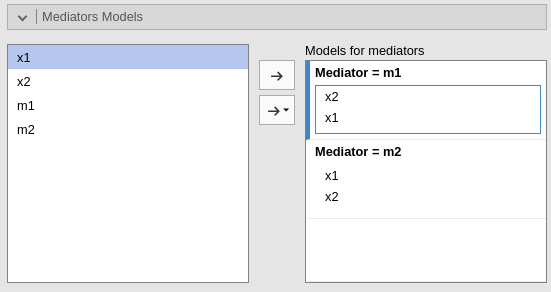 Mediators Models
x1
x2
m1
m2
Models for mediators
Mediator = m1
x2
x1
Mediator = m2
x1
x2